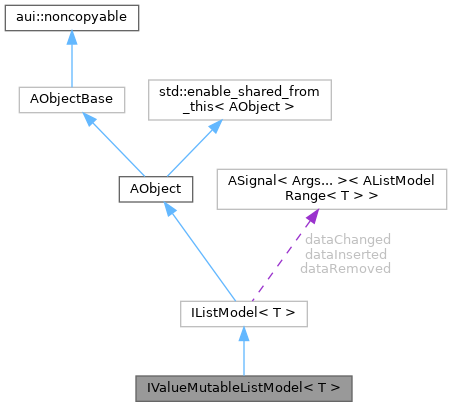 aui::noncopyable
AObjectBase
std::enable_shared_from
_this< AObject >
AObject
ASignal< Args... >< AListModel
Range< T > >
dataChanged
dataInserted
dataRemoved
IListModel< T >
IValueMutableListModel< T >